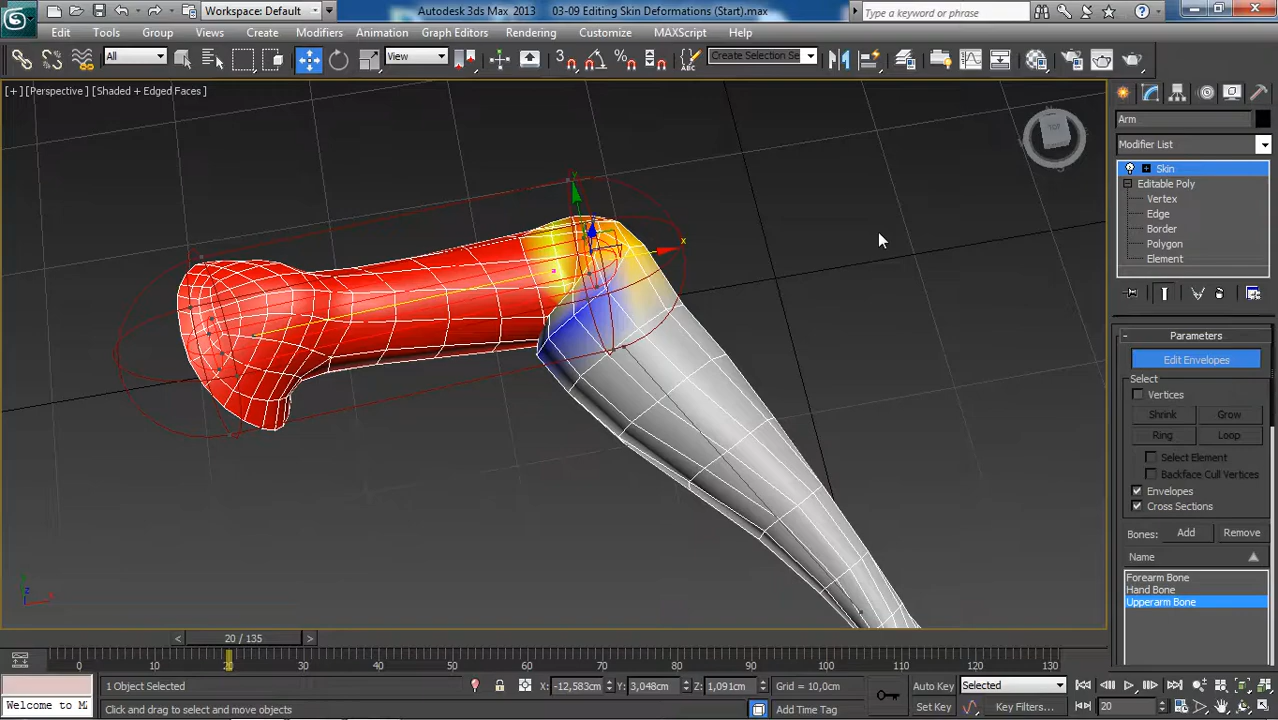 Workspace: Default
Autodesk 3ds Max 2013
03-09 Editing Skin Deformations (Start).max
Type a keyword or phrase
Edit Tools Group Views Create Modifiers Animation Graph Editors Rendering Customize MAXScript Help
All
View
3
Create Selection Se
[+] [Perspective] [Shaded + Edged Faces]
TOP
y
x
x
z
x
Arm
Modifier List
Skin
Editable Poly
Vertex
Edge
Border
Polygon
Element
- Parameters
Edit Envelopes
Select
Vertices
Shrink Grow
Ring Loop
Select Element
Backface Cull Vertices
Envelopes
Cross Sections
Bones: Add Remove
Name
Forearm Bone
Hand Bone
Upperarm Bone
< 20 / 135 >
0 10 20 30 40 50 60 70 80 90 100 110 120 130
1 Object Selected
X: -12,583cm Y: 3,048cm Z: 1,091cm
Grid = 10,0cm
Auto Key Selected
Welcome to M
Click and drag to select and move objects
Add Time Tag
Set Key Key Filters... 20